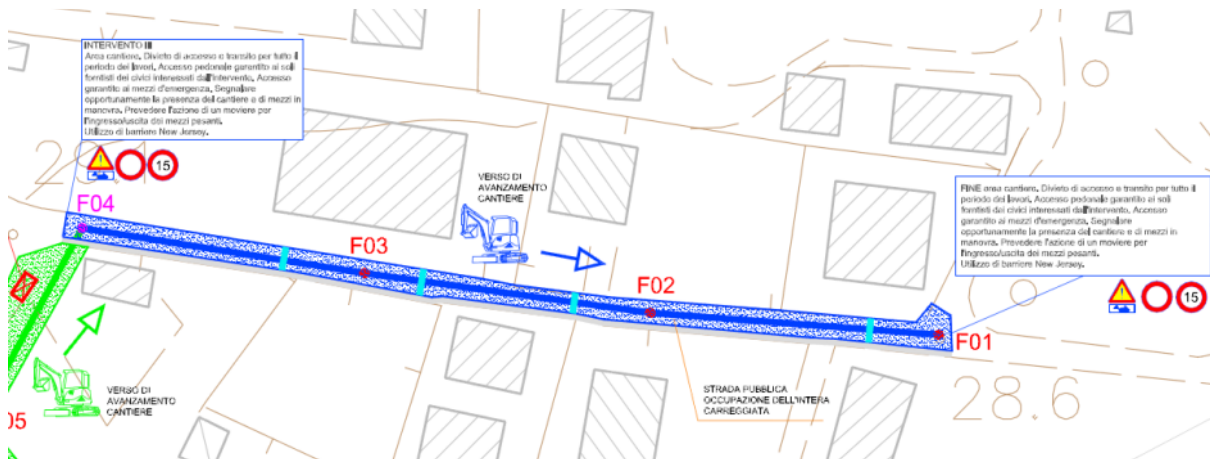 INTERVENTO III
Area cantiere, Divieto di accesso e transito per tutto il
periodo dei lavori, Accesso pedonale garantito ai soli
frontisti dei civici interessati dall'intervento, Accesso
garantito ai mezzi d'emergenza, Segnalare
opportunamente la presenza del cantiere e di mezzi in
manovra. Prevedere l'azione di un moviere per
l'ingresso/uscita dei mezzi pesanti.
Utilizzo di barriere New Jersey.
15
F04
F03
VERSO DI
AVANZAMENTO
CANTIERE
F02
FINE area cantiere, Divieto di accesso e transito per tutto il
periodo dei lavori, Accesso pedonale garantito ai soli
frontisti dei civici interessati dall'intervento, Accesso
garantito ai mezzi d'emergenza, Segnalare
opportunamente la presenza del cantiere e di mezzi in
manovra. Prevedere l'azione di un moviere per
l'ingresso/uscita dei mezzi pesanti.
Utilizzo di barriere New Jersey.
15
F01
28.6
STRADA PUBBLICA
OCCUPAZIONE DELL'INTERA
CARREGGIATA
VERSO DI
AVANZAMENTO
CANTIERE
05